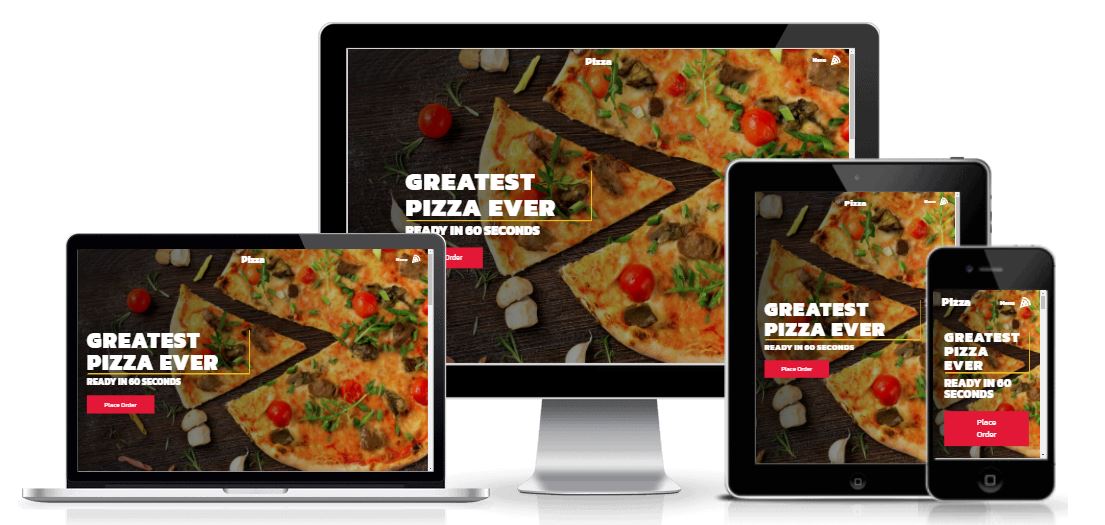 Pizza
Menu
GREATEST
PIZZA EVER
READY IN 60 SECONDS
Order
Pizza
Menu
GREATEST
PIZZA EVER
READY IN 60 SECONDS
Place Order
Pizza
Menu
GREATEST
PIZZA EVER
READY IN 60 SECONDS
Place Order
Pizza
Menu
GREATEST
PIZZA
EVER
READY IN 60
SECONDS
Place
Order